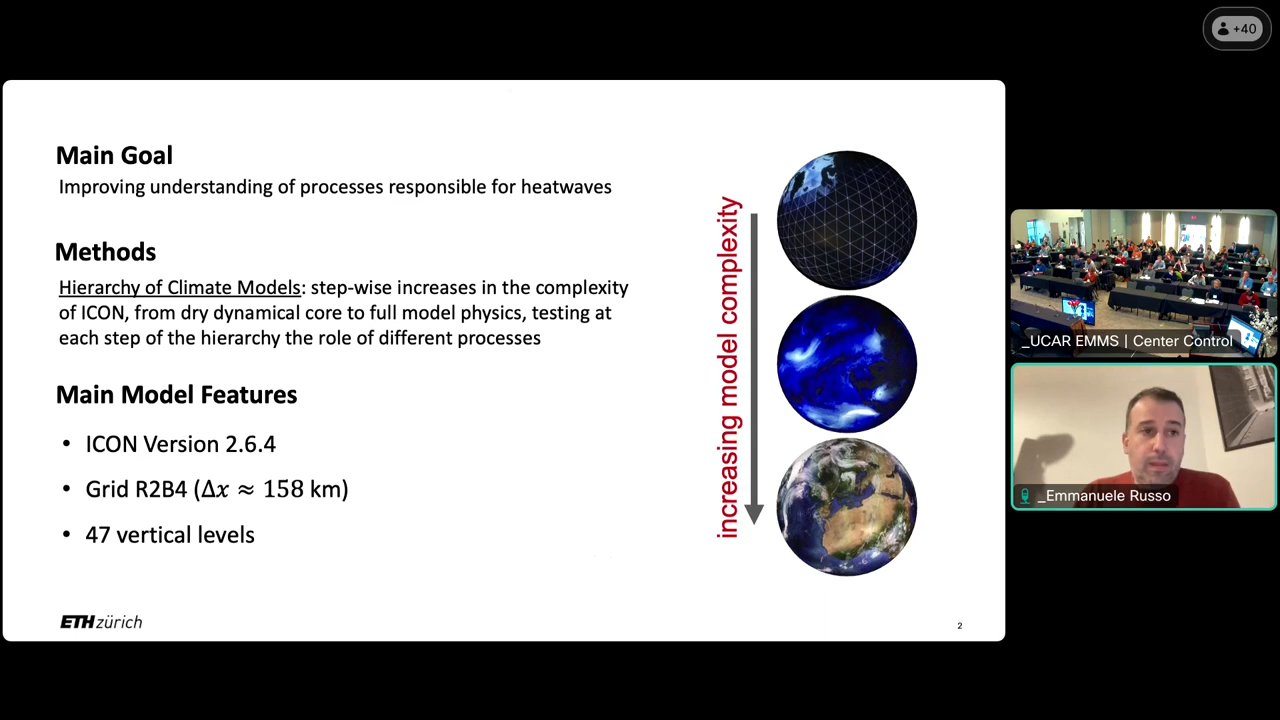 +40
Main Goal
Improving understanding of processes responsible for heatwaves
Methods
Hierarchy of Climate Models: step-wise increases in the complexity
of ICON, from dry dynamical core to full model physics, testing at
each step of the hierarchy the role of different processes
Main Model Features
• ICON Version 2.6.4
• Grid R2B4 (Δx ≈ 158 km)
• 47 vertical levels
increasing model complexity
ETH zürich
2
_UCAR EMMS | Center Control
_Emmanuele Russo